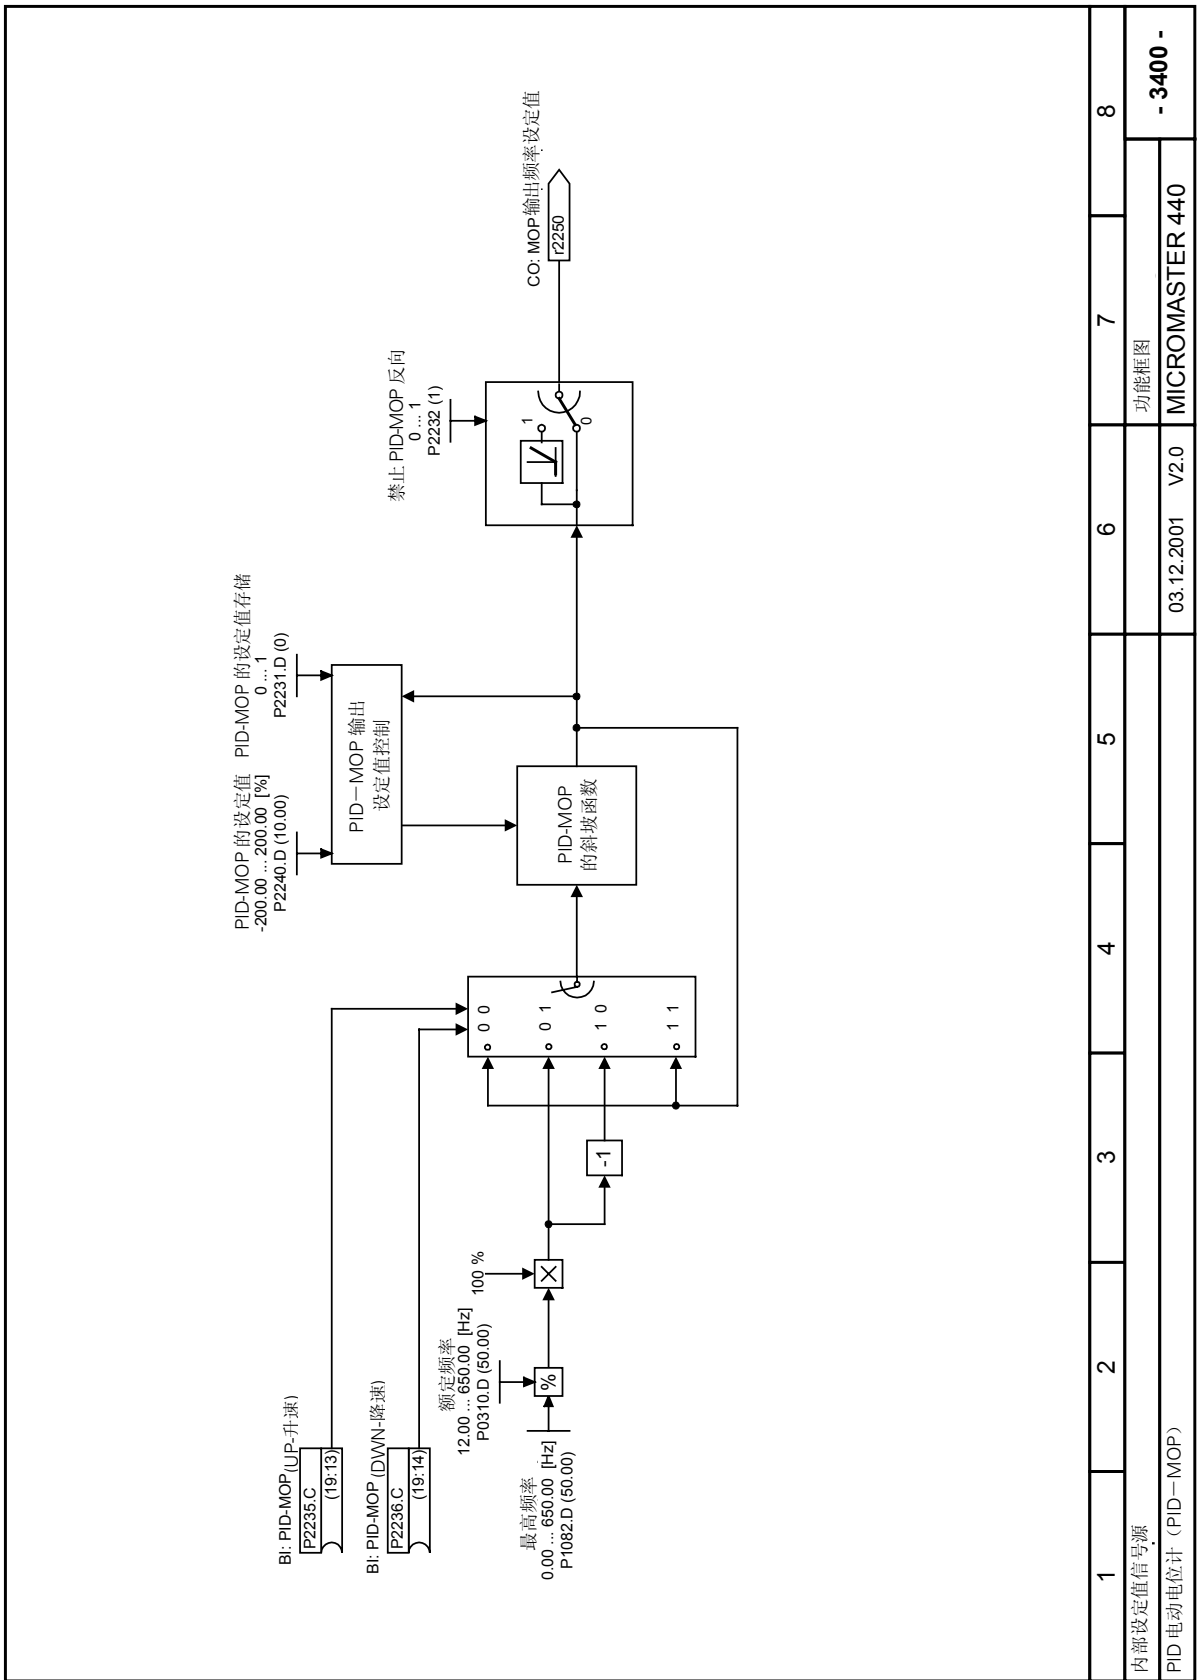 BI: PID-MOP(UP-升速)
P2235.C
(19:13)
BI: PID-MOP (DWN-降速)
P2236.C
(19:14)
最高频率
0.00 ... 650.00 [Hz]
P1082.D (50.00)
额定频率
12.00 ... 650.00 [Hz]
P0310.D (50.00)
%
100 %
-1
0 0
0 1
1 0
1 1
PID-MOP 的设定值
-200.00 ... 200.00 [%]
P2240.D (10.00)
PID-MOP 的设定值存储
0 ... 1
P2231.D (0)
PID－MOP 输出
设定值控制
PID-MOP
的斜坡函数
禁止 PID-MOP 反向
0 ... 1
P2232 (1)
1
0
CO: MOP输出频率设定值
r2250
1 2 3 4 5 6 7 8
内部设定值信号源
PID 电动电位计（PID－MOP）
03.12.2001 V2.0
功能框图
MICROMASTER 440
- 3400 -